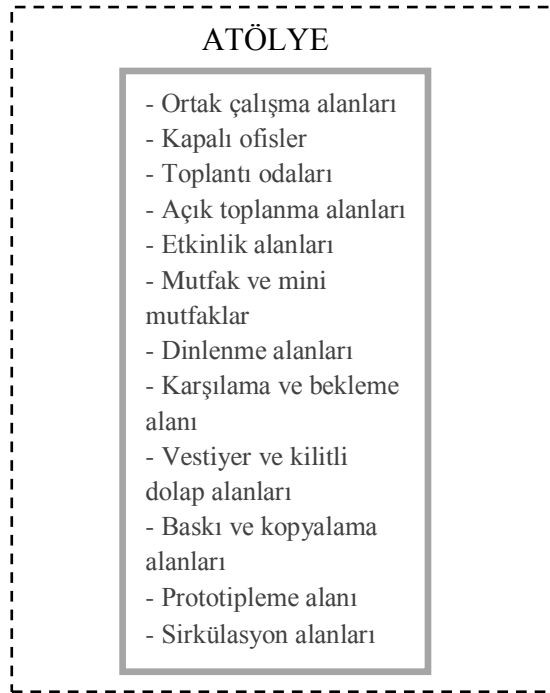 ATÖLYE
- Ortak çalışma alanları
- Kapalı ofisler
- Toplantı odaları
- Açık toplanma alanları
- Etkinlik alanları
- Mutfak ve mini
mutfaklar
- Dinlenme alanları
- Karşılama ve bekleme
alanı
- Vestiyer ve kilitli
dolap alanları
- Baskı ve kopyalama
alanları
- Prototipleme alanı
- Sirkülasyon alanları